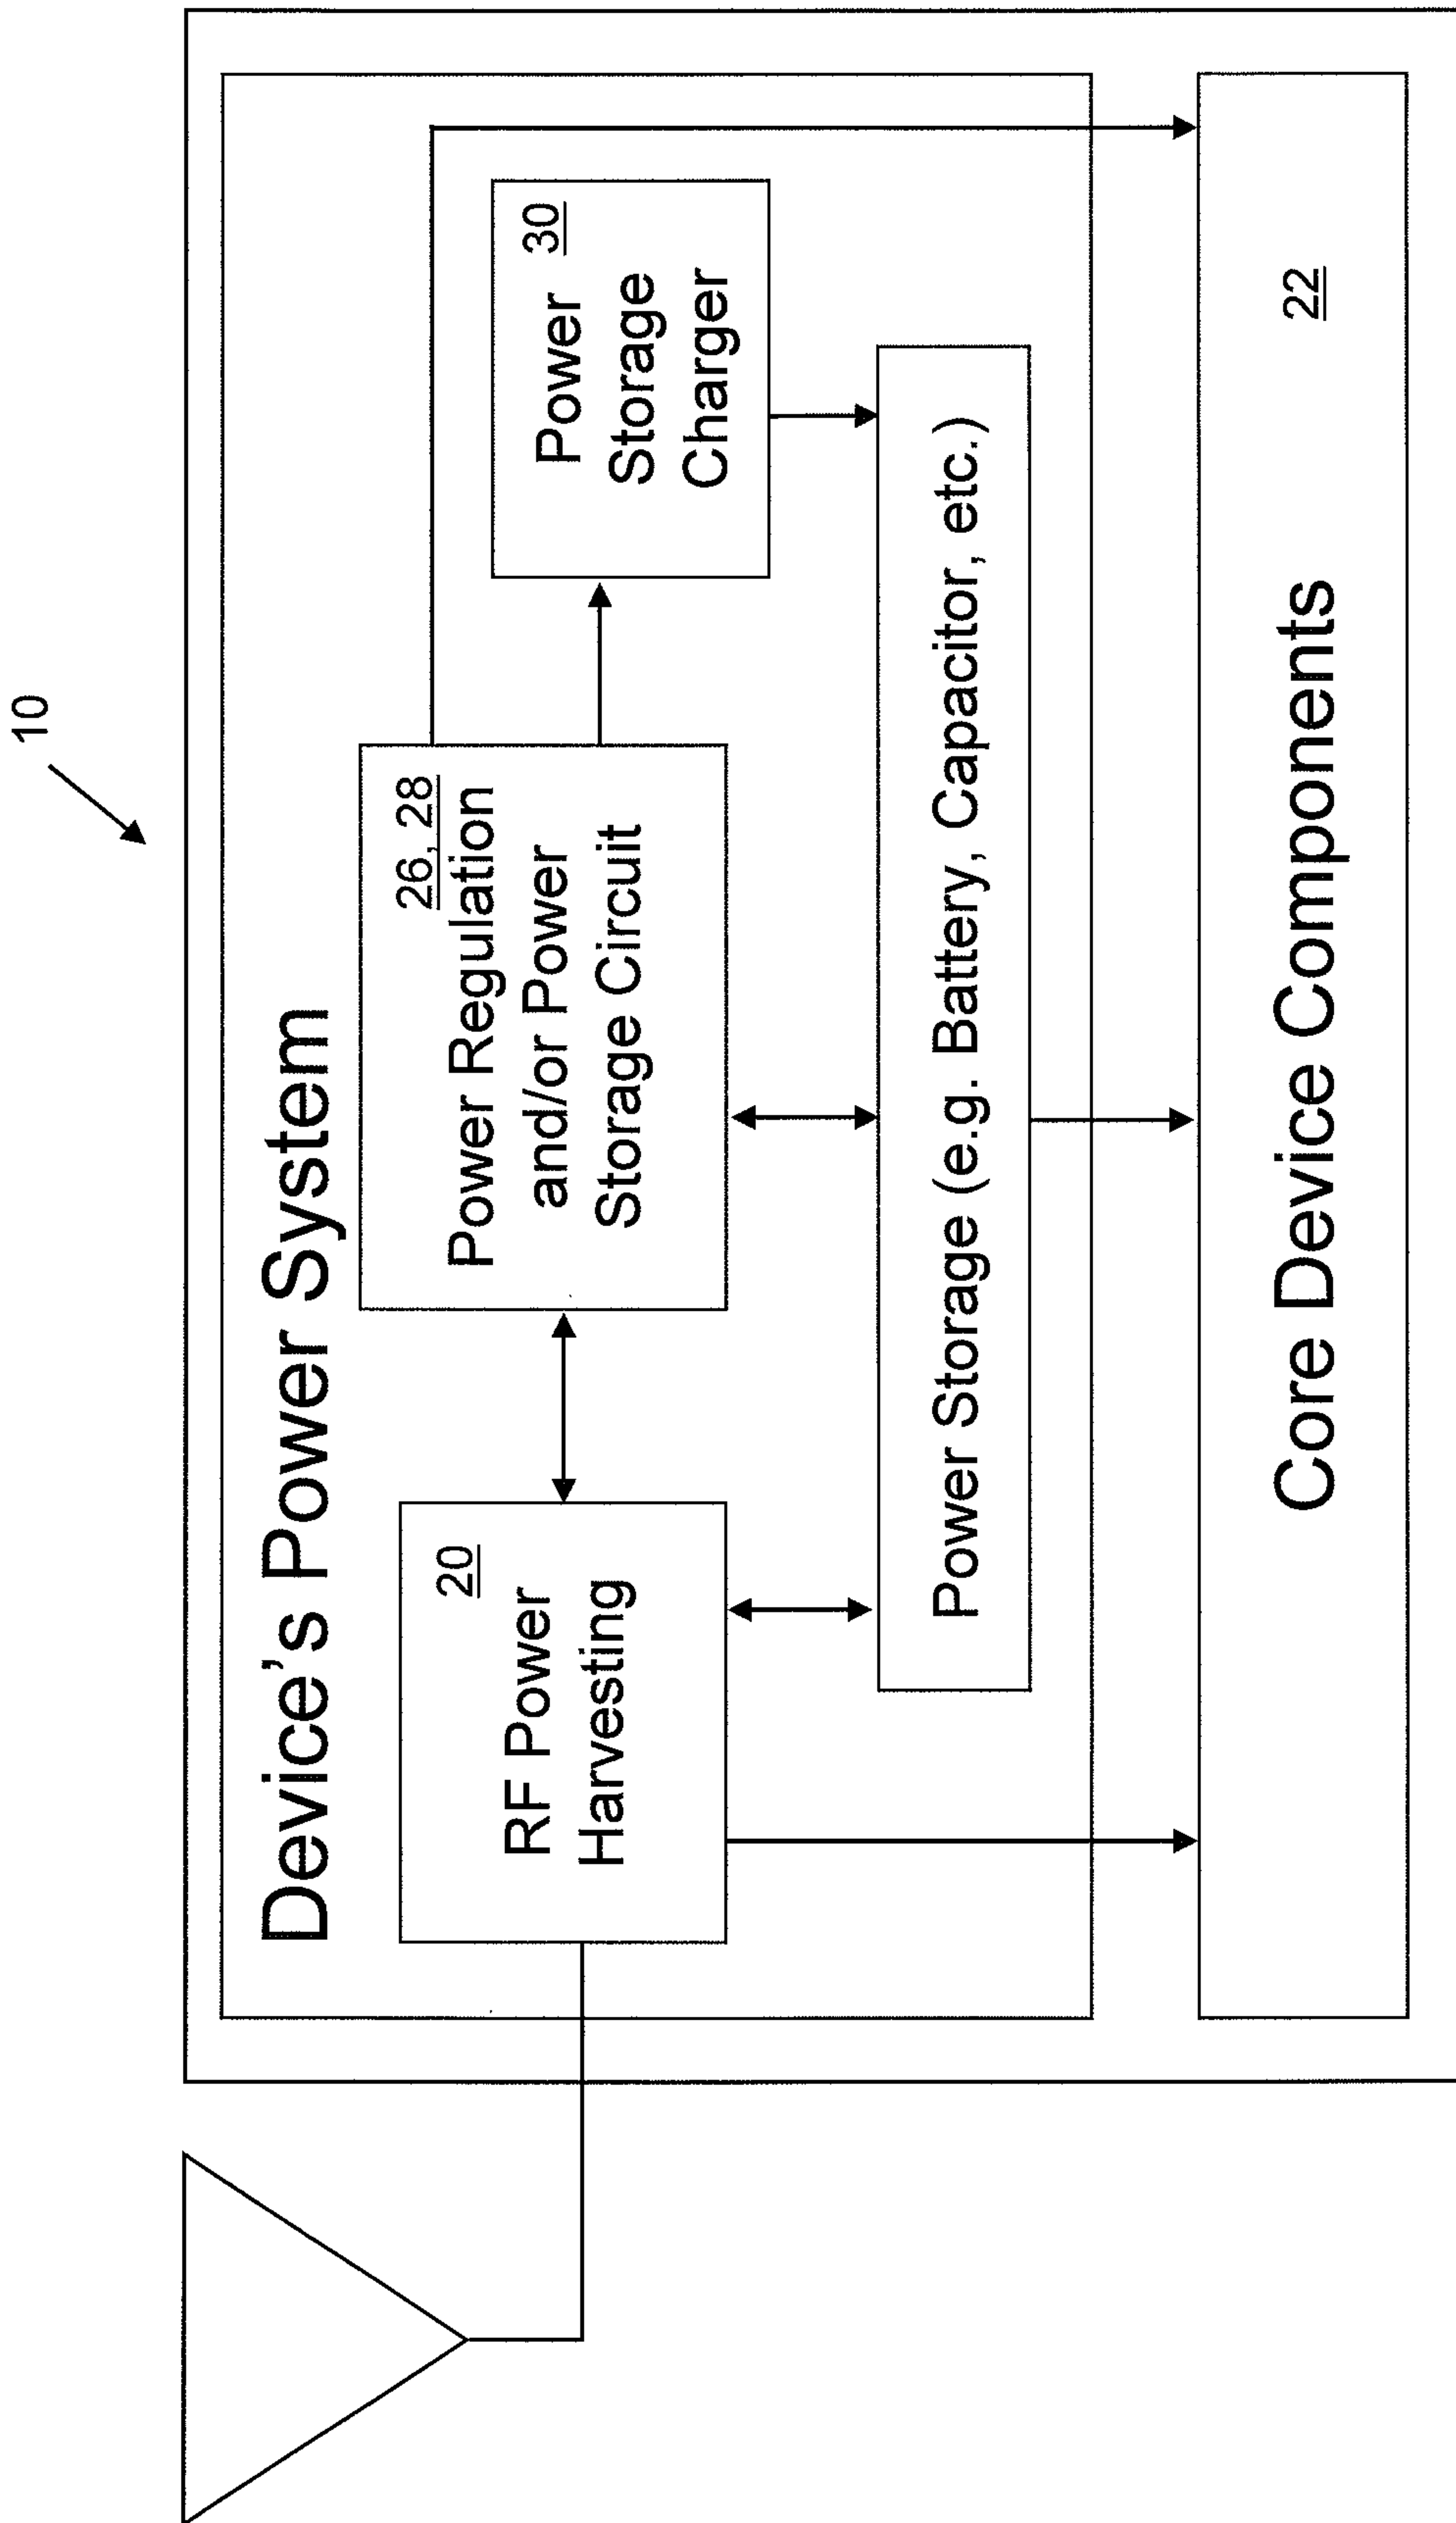 10
Device’s Power System
20
RF Power
Harvesting
26, 28
Power Regulation
and/or Power
Storage Circuit
30
Power
Storage
Charger
Power Storage (e.g. Battery, Capacitor, etc.)
Core Device Components
22